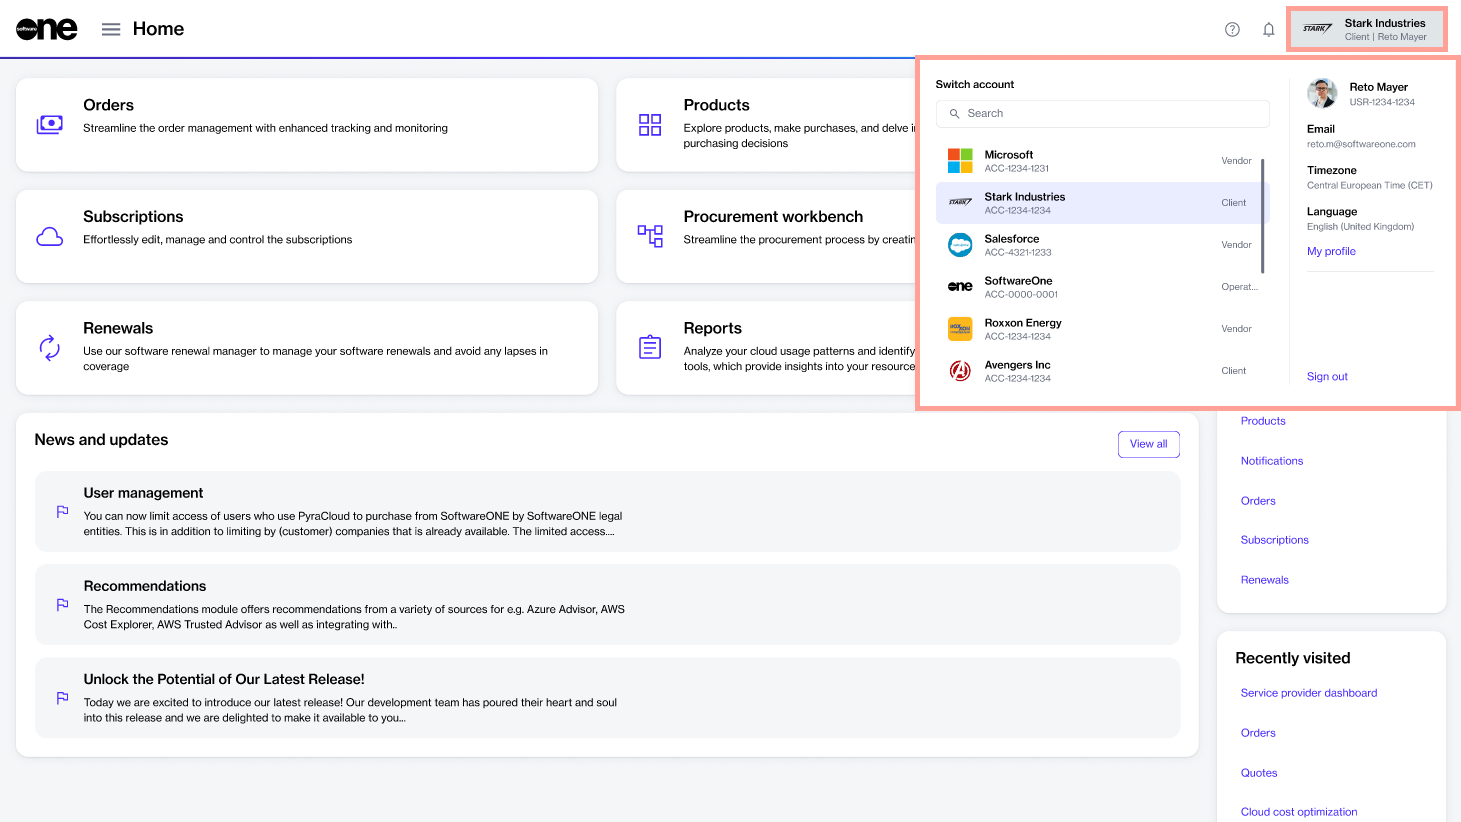 software one
Home
STARK
Stark Industries
Client | Reto Mayer
Orders
Streamline the order management with enhanced tracking and monitoring
Products
Explore products, make purchases, and delve i
purchasing decisions
Subscriptions
Effortlessly edit, manage and control the subscriptions
Procurement workbench
Streamline the procurement process by creatin
Renewals
Use our software renewal manager to manage your software renewals and avoid any lapses in
coverage
Reports
Analyze your cloud usage patterns and identify
tools, which provide insights into your resource
Switch account
Search
Microsoft
ACC-1234-1231
Vendor
STARK
Stark Industries
ACC-1234-1234
Client
Salesforce
ACC-4321-1233
Vendor
one
SoftwareOne
ACC-0000-0001
Operat...
ROXXON
Roxxon Energy
ACC-1234-1234
Vendor
Avengers Inc
ACC-1234-1234
Client
Reto Mayer
USR-1234-1234
Email
reto.m@softwareone.com
Timezone
Central European Time (CET)
Language
English (United Kingdom)
My profile
Sign out
News and updates
View all
User management
You can now limit access of users who use PyraCloud to purchase from SoftwareONE by SoftwareONE legal
entities. This is in addition to limiting by (customer) companies that is already available. The limited access....
Recommendations
The Recommendations module offers recommendations from a variety of sources for e.g. Azure Advisor, AWS
Cost Explorer, AWS Trusted Advisor as well as integrating with..
Unlock the Potential of Our Latest Release!
Today we are excited to introduce our latest release! Our development team has poured their heart and soul
into this release and we are delighted to make it available to you...
Products
Notifications
Orders
Subscriptions
Renewals
Recently visited
Service provider dashboard
Orders
Quotes
Cloud cost optimization